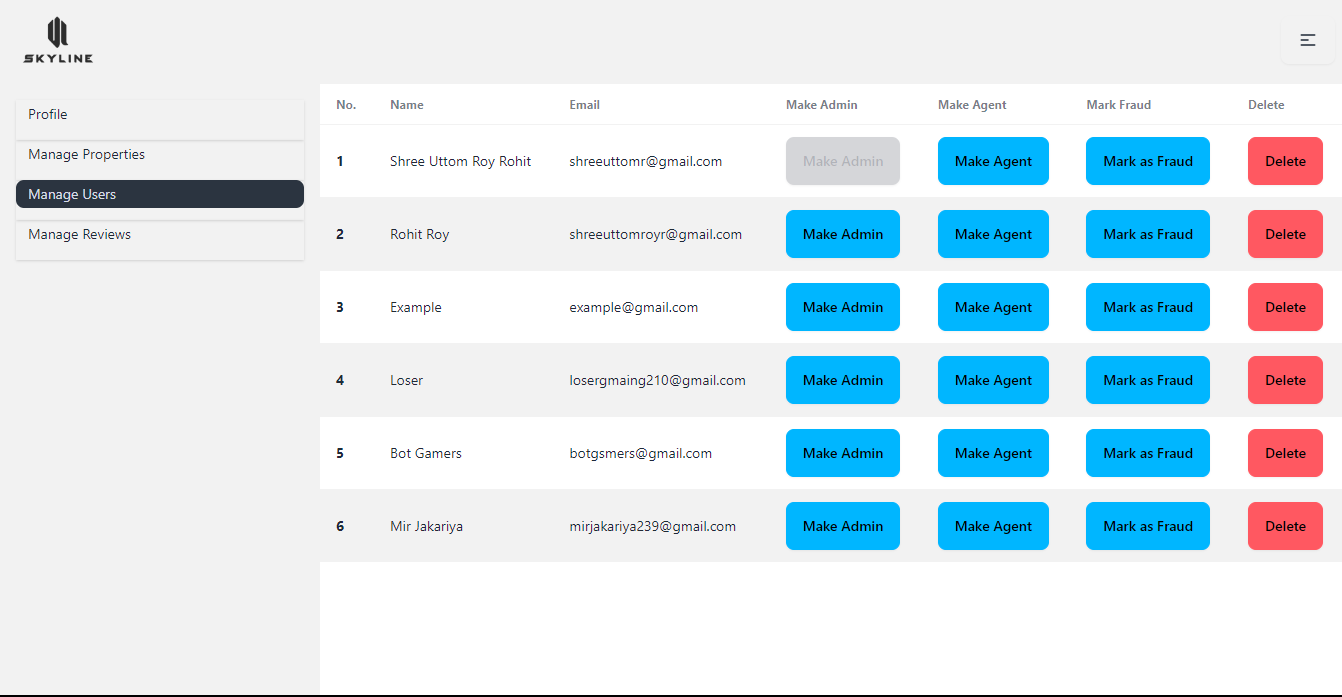 SKYLINE
Profile
Manage Properties
Manage Users
Manage Reviews
No. Name Email Make Admin Make Agent Mark Fraud Delete
1 Shree Uttom Roy Rohit shreeuttomr@gmail.com Make Admin Make Agent Mark as Fraud Delete
2 Rohit Roy shreeuttomroyr@gmail.com Make Admin Make Agent Mark as Fraud Delete
3 Example example@gmail.com Make Admin Make Agent Mark as Fraud Delete
4 Loser losergmaing210@gmail.com Make Admin Make Agent Mark as Fraud Delete
5 Bot Gamers botgsmers@gmail.com Make Admin Make Agent Mark as Fraud Delete
6 Mir Jakariya mirjakariya239@gmail.com Make Admin Make Agent Mark as Fraud Delete